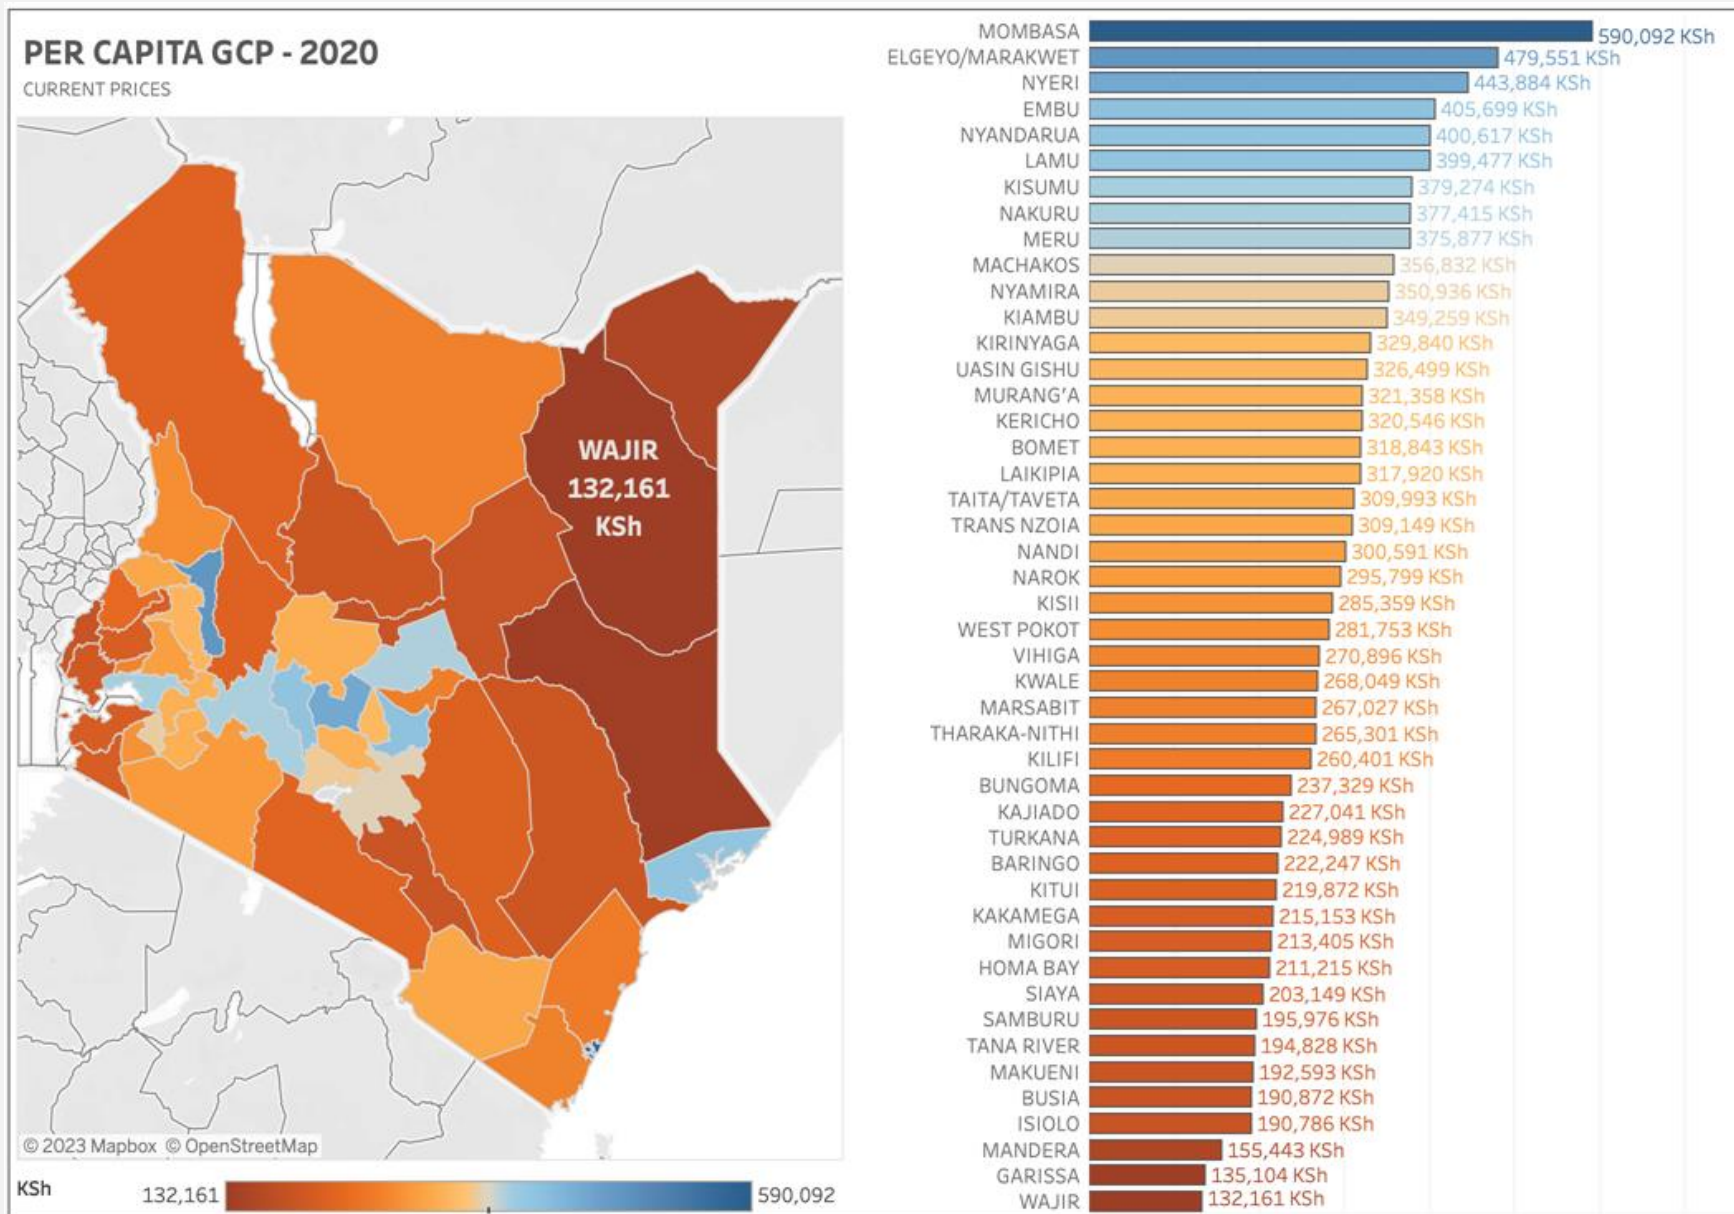 PER CAPITA GCP - 2020
CURRENT PRICES
WAJIR
132,161
KSh
© 2023 Mapbox © OpenStreetMap
KSh
132,161
590,092
MOMBASA 590,092 KSh
ELGEYO/MARAKWET 479,551 KSh
NYERI 443,884 KSh
EMBU 405,699 KSh
NYANDARUA 400,617 KSh
LAMU 399,477 KSh
KISUMU 379,274 KSh
NAKURU 377,415 KSh
MERU 375,877 KSh
MACHAKOS 356,832 KSh
NYAMIRA 350,936 KSh
KIAMBU 349,259 KSh
KIRINYAGA 329,840 KSh
UASIN GISHU 326,499 KSh
MURANG'A 321,358 KSh
KERICHO 320,546 KSh
BOMET 318,843 KSh
LAIKIPIA 317,920 KSh
TAITA/TAVETA 309,993 KSh
TRANS NZOIA 309,149 KSh
NANDI 300,591 KSh
NAROK 295,799 KSh
KISII 285,359 KSh
WEST POKOT 281,753 KSh
VIHIGA 270,896 KSh
KWALE 268,049 KSh
MARSABIT 267,027 KSh
THARAKA-NITHI 265,301 KSh
KILIFI 260,401 KSh
BUNGOMA 237,329 KSh
KAJIADO 227,041 KSh
TURKANA 224,989 KSh
BARINGO 222,247 KSh
KITUI 219,872 KSh
KAKAMEGA 215,153 KSh
MIGORI 213,405 KSh
HOMA BAY 211,215 KSh
SIAYA 203,149 KSh
SAMBURU 195,976 KSh
TANA RIVER 194,828 KSh
MAKUENI 192,593 KSh
BUSIA 190,872 KSh
ISIOLO 190,786 KSh
MANDERA 155,443 KSh
GARISSA 135,104 KSh
WAJIR 132,161 KSh